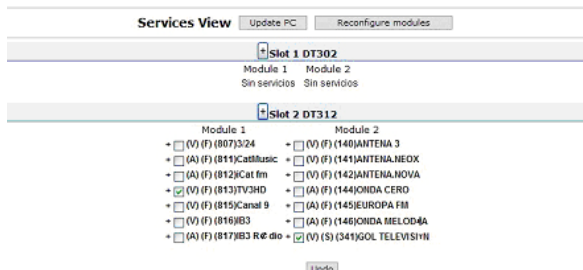 Services View Update PC Reconfigure modules
+ Slot 1 DT302
Module 1 Module 2
Sin servicios Sin servicios
+ Slot 2 DT312
Module 1 Module 2
+ (V) (F) (807)3/24 + (V) (F) (140)ANTENA 3
+ (A) (F) (811)CatMusic + (V) (F) (141)ANTENA.NEOX
+ (A) (F) (812)iCat fm + (V) (F) (142)ANTENA.NOVA
+ (V) (F) (813)TV3HD + (A) (F) (144)ONDA CERO
+ (V) (F) (815)Canal 9 + (A) (F) (145)EUROPA FM
+ (V) (F) (816)IB3 + (A) (F) (146)ONDA
+ (A) (F) (817)IB3 dio + (V) (S) (341)GOL
Undo